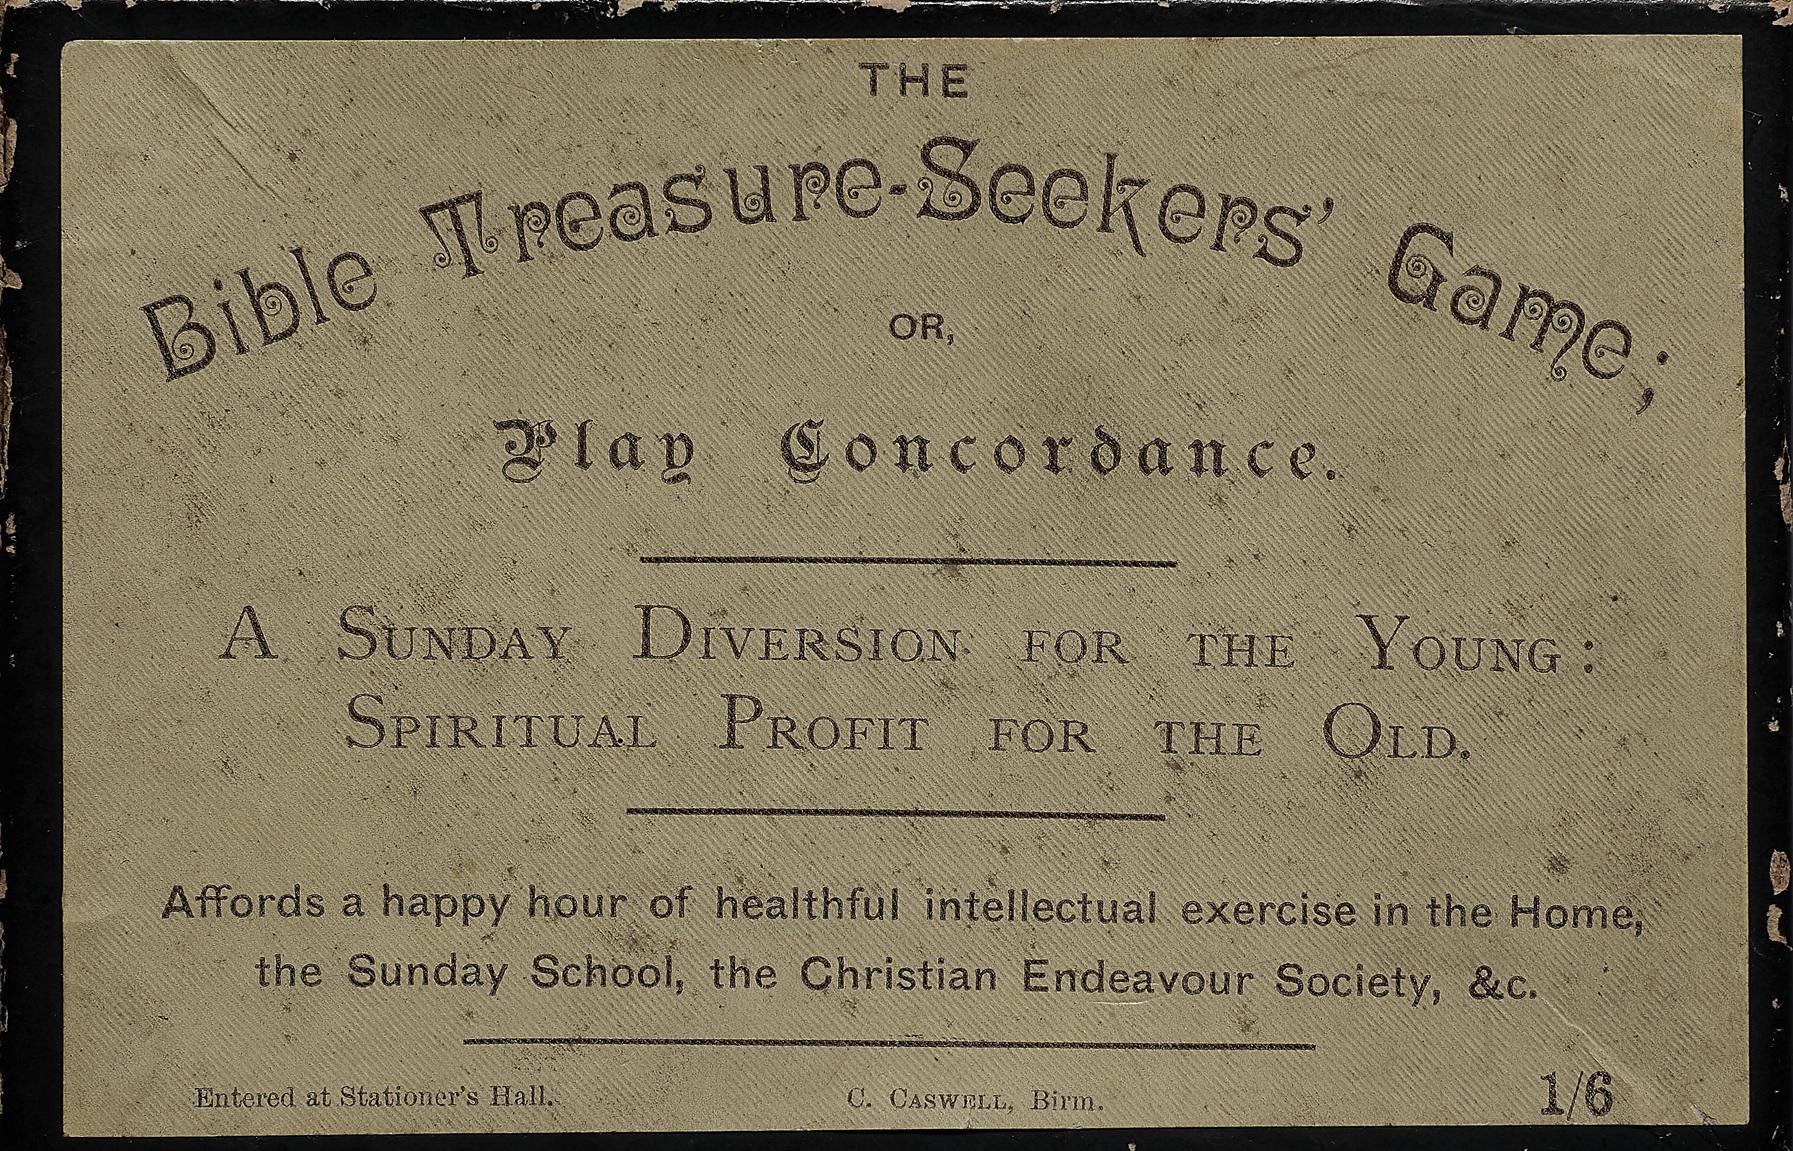 THE
Bible Treasure-Seekers' Game;
OR,
Play Concordance.
A SUNDAY DIVERSION FOR THE YOUNG:
SPIRITUAL PROFIT FOR THE OLD.
Affords a happy hour of healthful intellectual exercise in the Home,
the Sunday School, the Christian Endeavour Society, &c.
Entered at Stationer's Hall. C. CASWELL, Birm. 1/6